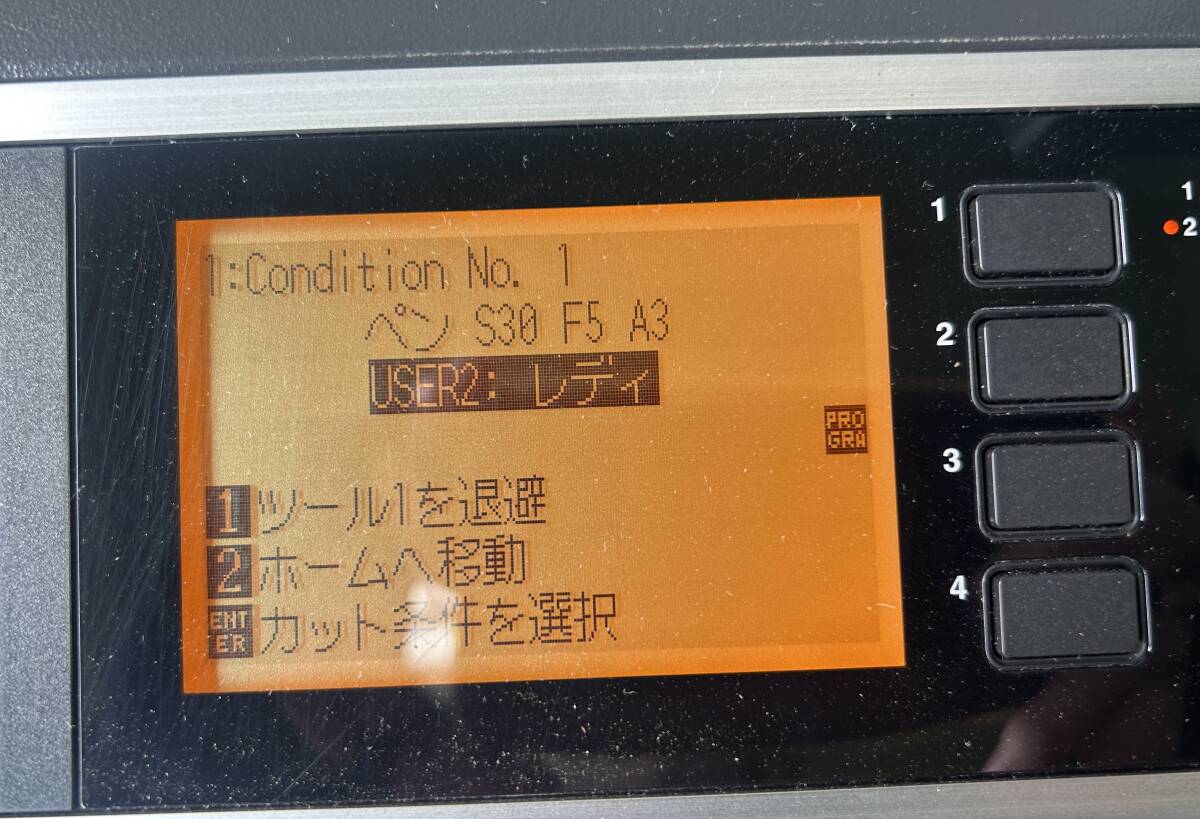 1:Condition No. 1
ペン S30 F5 A3
USER2: レディ
PRO
GRA
1 ツール1を退避
2 ホームへ移動
ENT
ER カット条件を選択
1
2
3
4
1
2